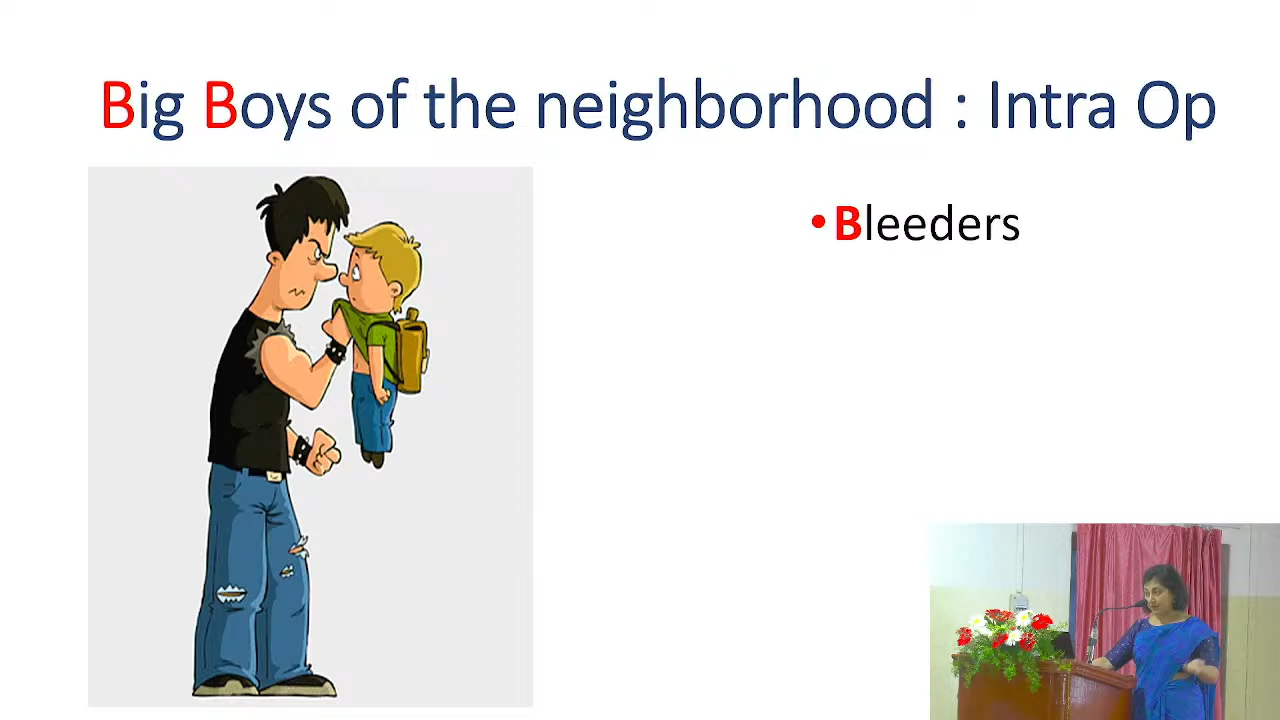 Big Boys of the neighborhood : Intra Op
• Bleeders